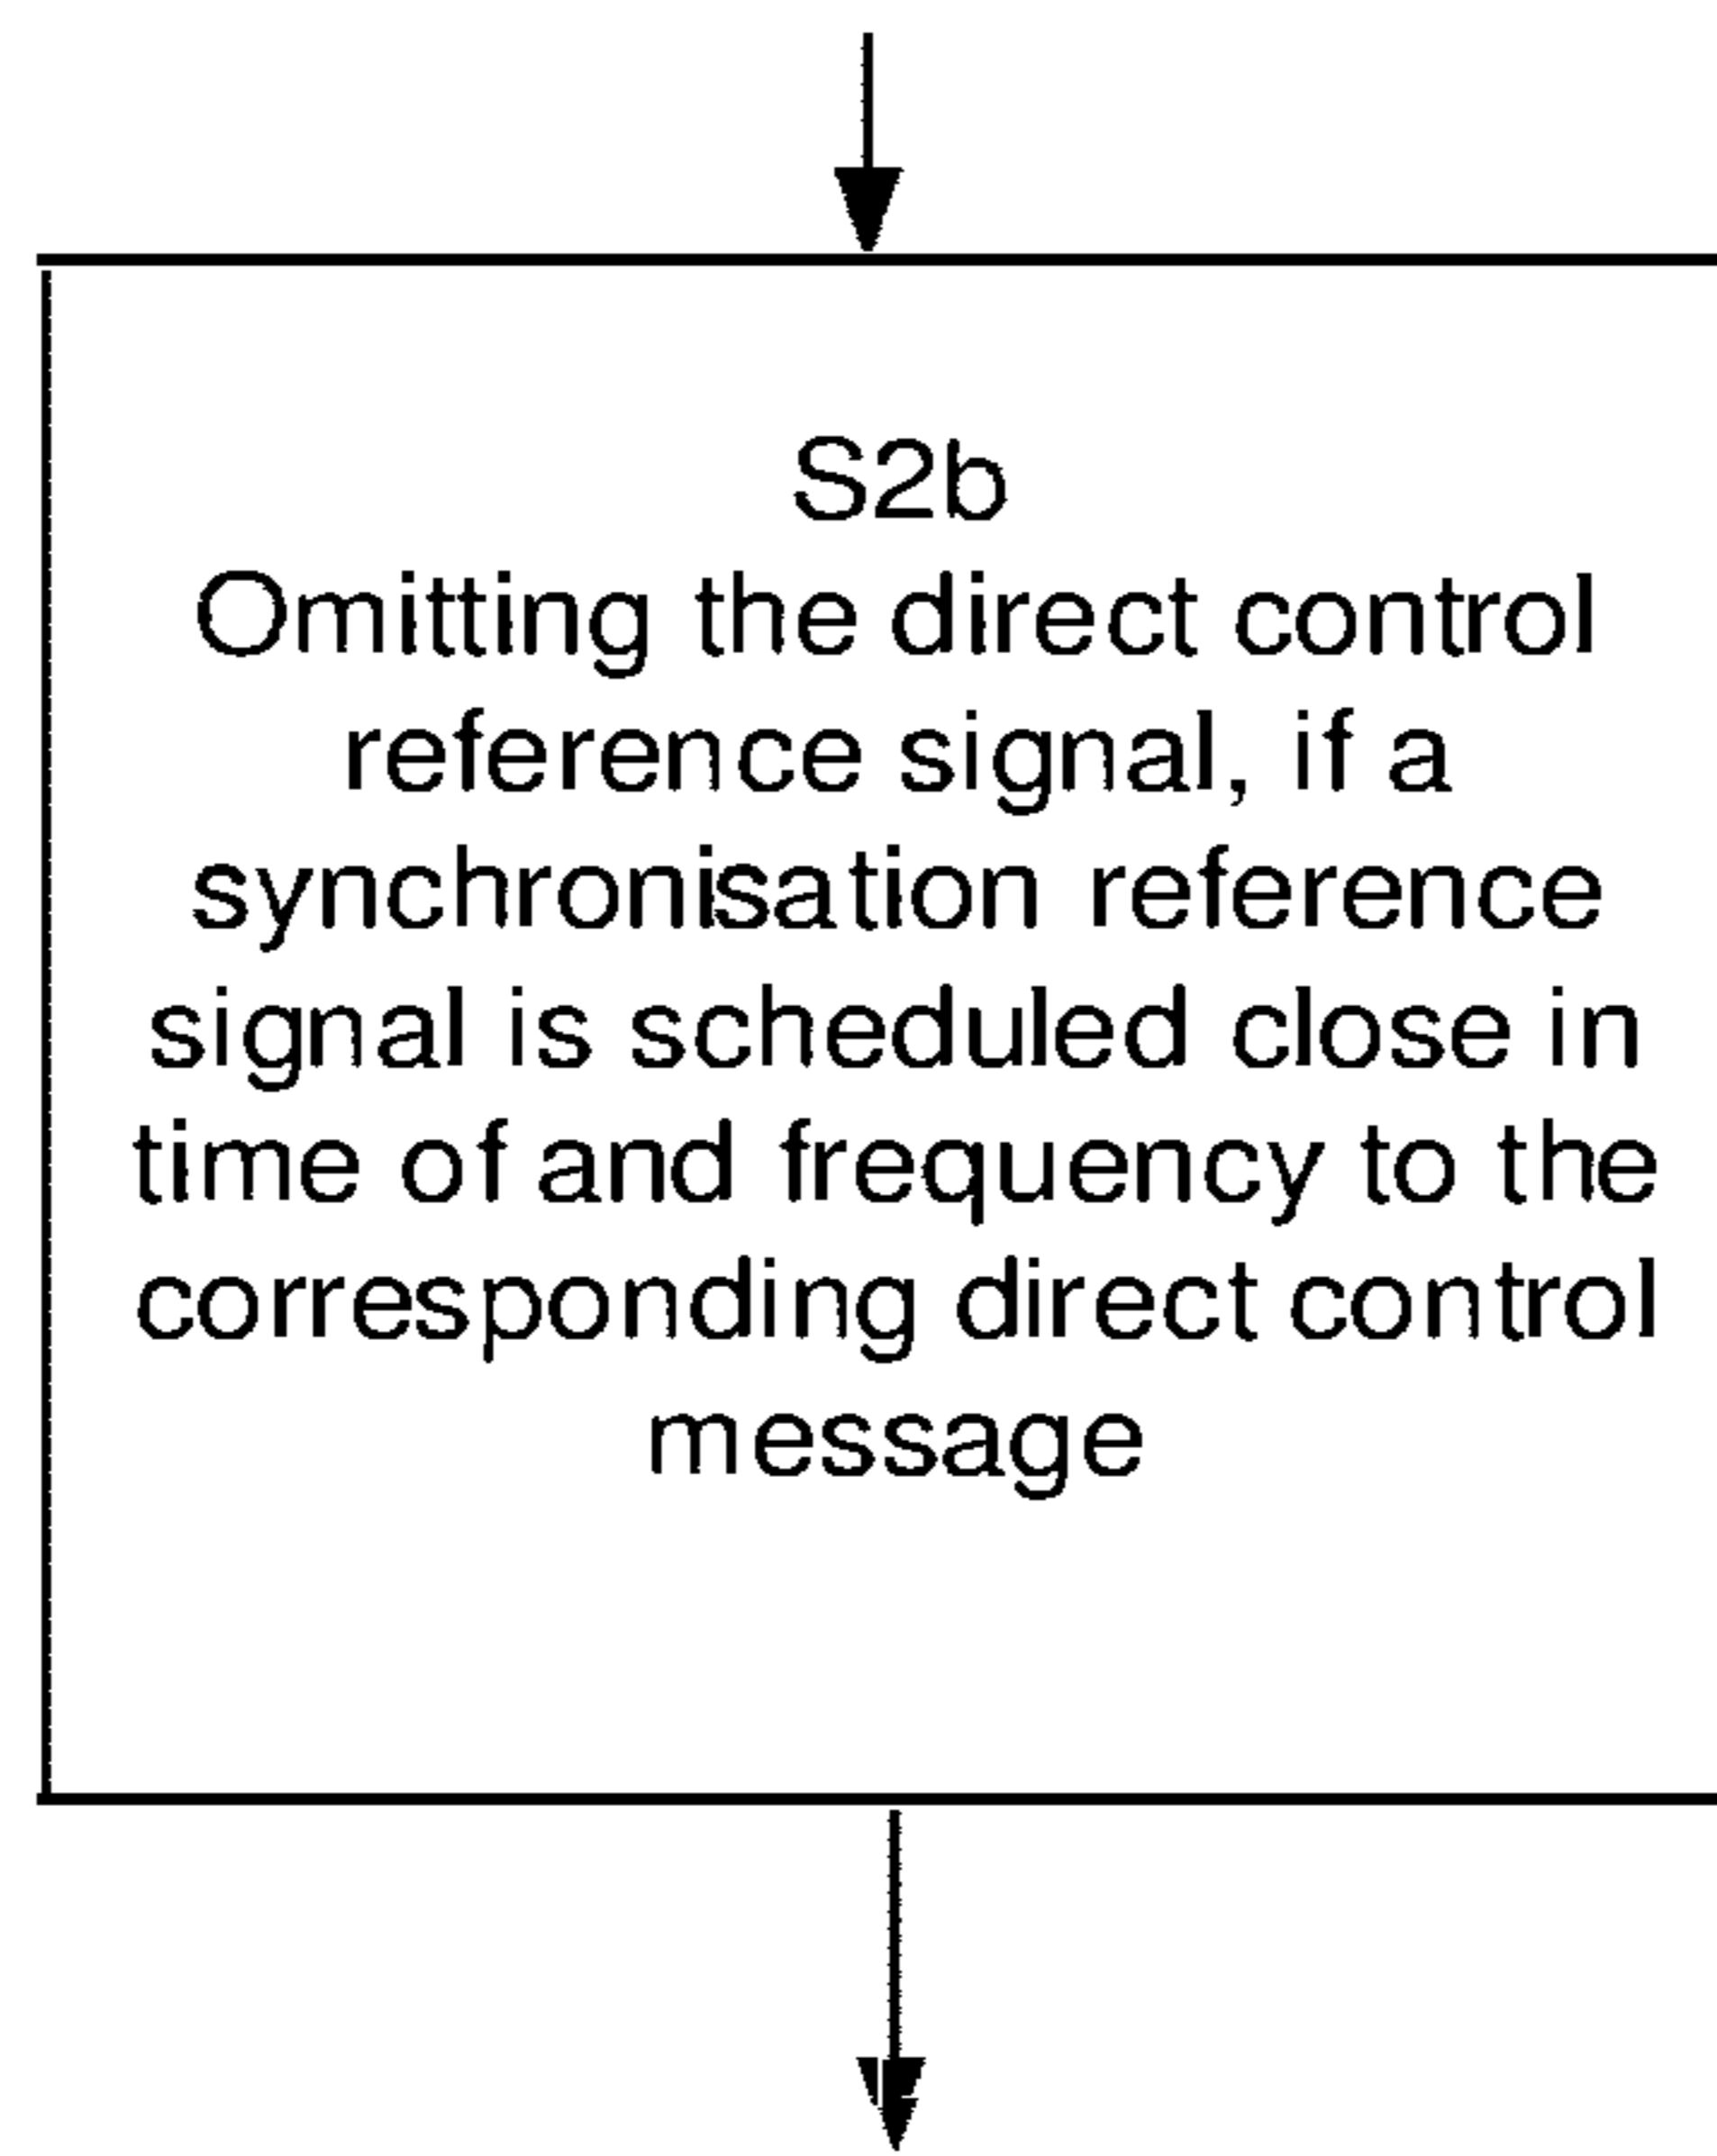 S2b
Omitting the direct control
reference signal, if a
synchronisation reference
signal is scheduled close in
time of and frequency to the
corresponding direct control
message